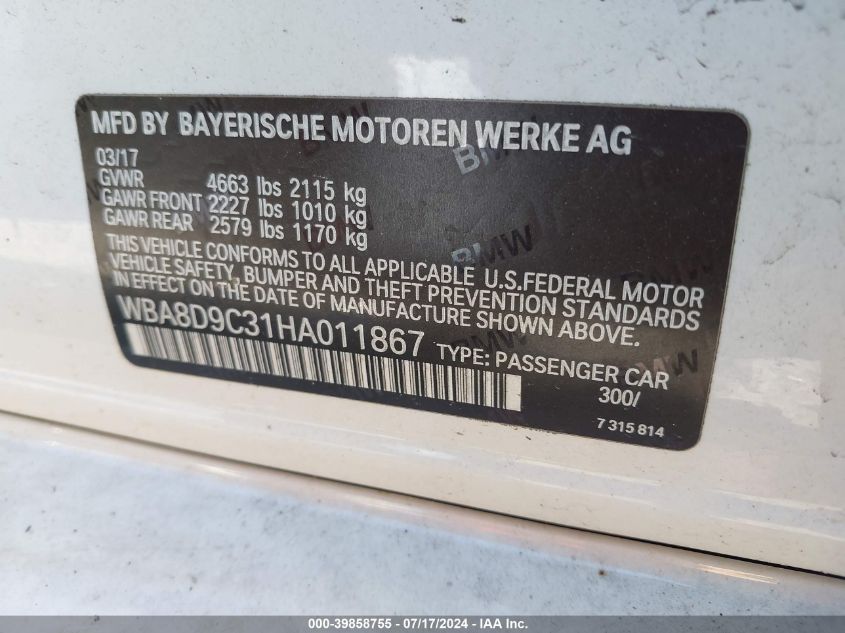 MFD BY BAYERISCHE MOTOREN WERKE AG
03/17
GVWR 4663 lbs 2115 kg
GAWR FRONT 2227 lbs 1010 kg
GAWR REAR 2579 lbs 1170 kg
THIS VEHICLE CONFORMS TO ALL APPLICABLE U.S.FEDERAL MOTOR
VEHICLE SAFETY, BUMPER AND THEFT PREVENTION STANDARDS
IN EFFECT ON THE DATE OF MANUFACTURE SHOWN ABOVE.
WBA8D9C31HA011867 TYPE: PASSENGER CAR
300/
7 315 814
BMW
BMW
BMW
000-39858755 - 07/17/2024 - IAA Inc.